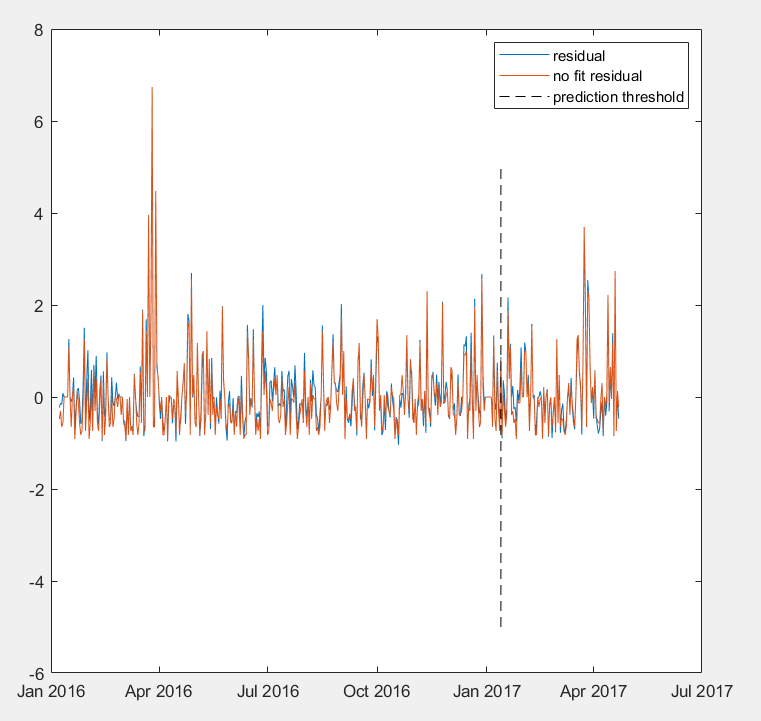 8
6
4
2
0
-2
-4
-6
Jan 2016 Apr 2016 Jul 2016 Oct 2016 Jan 2017 Apr 2017 Jul 2017
residual
no fit residual
prediction threshold